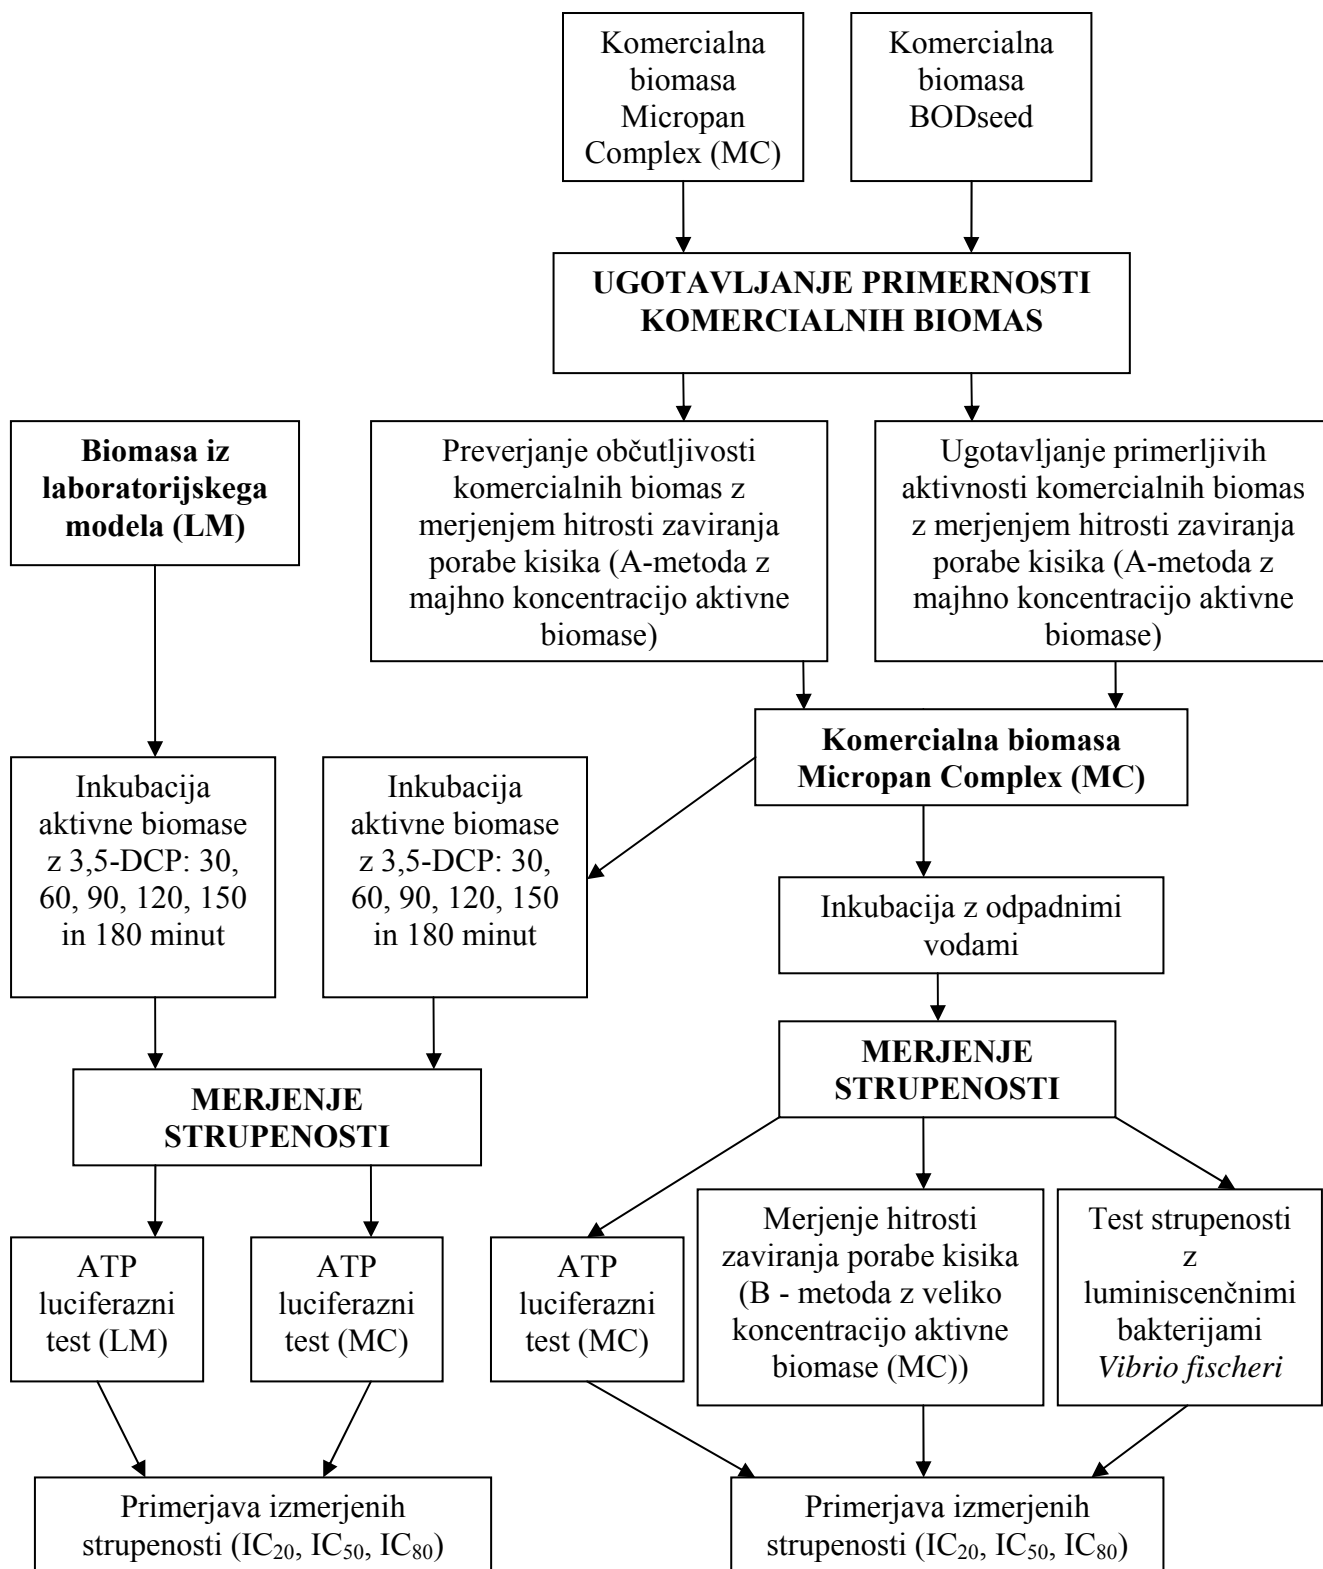 Komercialna
biomasa
Micropan
Complex (MC)
Komercialna
biomasa
BODseed
UGOTAVLJANJE PRIMERNOSTI
KOMERCIALNIH BIOMAS
Biomasa iz
laboratorijskega
modela (LM)
Preverjanje občutljivosti
komercialnih biomas z
merjenjem hitrosti zaviranja
porabe kisika (A-metoda z
majhno koncentracijo aktivne
biomase)
Ugotavljanje primerljivih
aktivnosti komercialnih biomas
z merjenjem hitrosti zaviranja
porabe kisika (A-metoda z
majhno koncentracijo aktivne
biomase)
Komercialna biomasa
Micropan Complex (MC)
Inkubacija
aktivne biomase
z 3,5-DCP: 30,
60, 90, 120, 150
in 180 minut
Inkubacija
aktivne biomase
z 3,5-DCP: 30,
60, 90, 120, 150
in 180 minut
Inkubacija z odpadnimi
vodami
MERJENJE
STRUPENOSTI
MERJENJE
STRUPENOSTI
ATP
luciferazni
test (LM)
ATP
luciferazni
test (MC)
ATP
luciferazni
test (MC)
Merjenje hitrosti
zaviranja porabe kisika
(B - metoda z veliko
koncentracijo aktivne
biomase (MC))
Test strupenosti
z
luminiscenčnimi
bakterijami
Vibrio fischeri
Primerjava izmerjenih
strupenosti (IC₂₀, IC₅₀, IC₈₀)
Primerjava izmerjenih
strupenosti (IC₂₀, IC₅₀, IC₈₀)